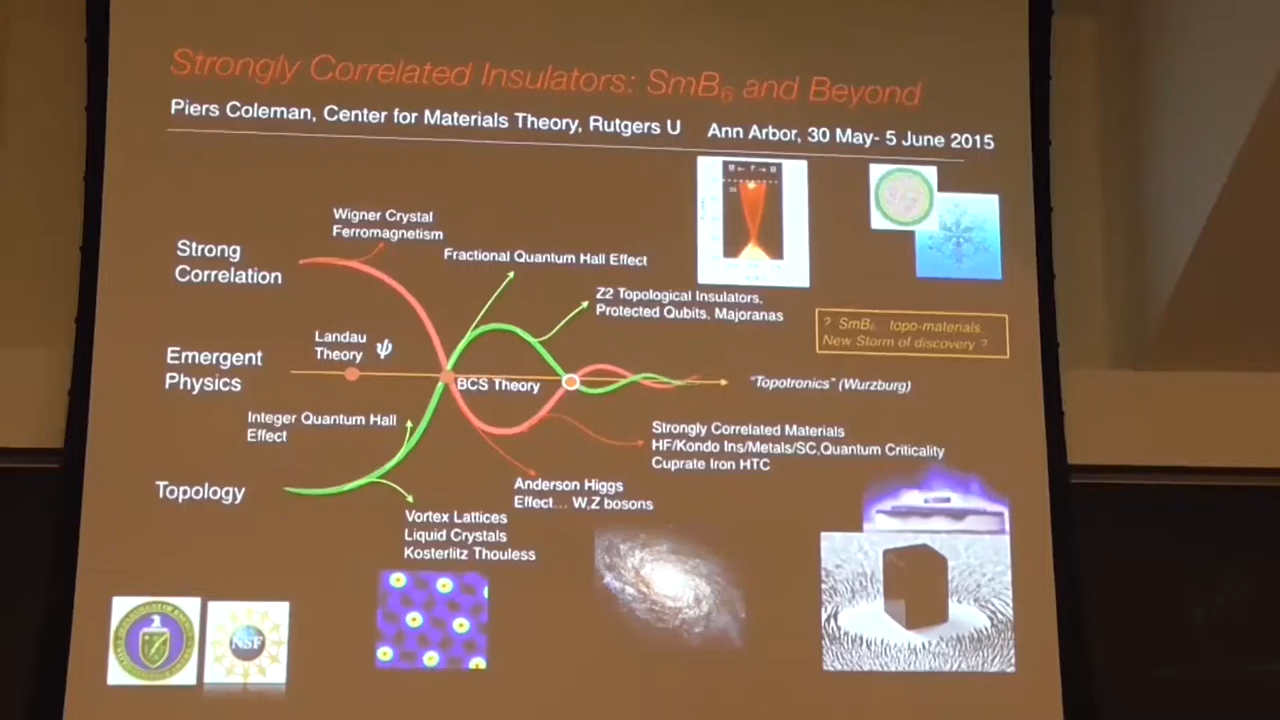 Strongly Correlated Insulators: SmB6 and Beyond
Piers Coleman, Center for Materials Theory, Rutgers U
Ann Arbor, 30 May- 5 June 2015
Wigner Crystal
Ferromagnetism
Strong
Correlation
Fractional Quantum Hall Effect
Z2 Topological Insulators,
Protected Qubits, Majoranas
? SmB6... topo-materials
New Storm of discovery ?
Landau
Theory ψ
Emergent
Physics
BCS Theory
"Topotronics" (Wurzburg)
Integer Quantum Hall
Effect
Strongly Correlated Materials
HF/Kondo Ins/Metals/SC,Quantum Criticality
Cuprate Iron HTC
Topology
Anderson Higgs
Effect... W,Z bosons
Vortex Lattices
Liquid Crystals
Kosterlitz Thouless
NSF